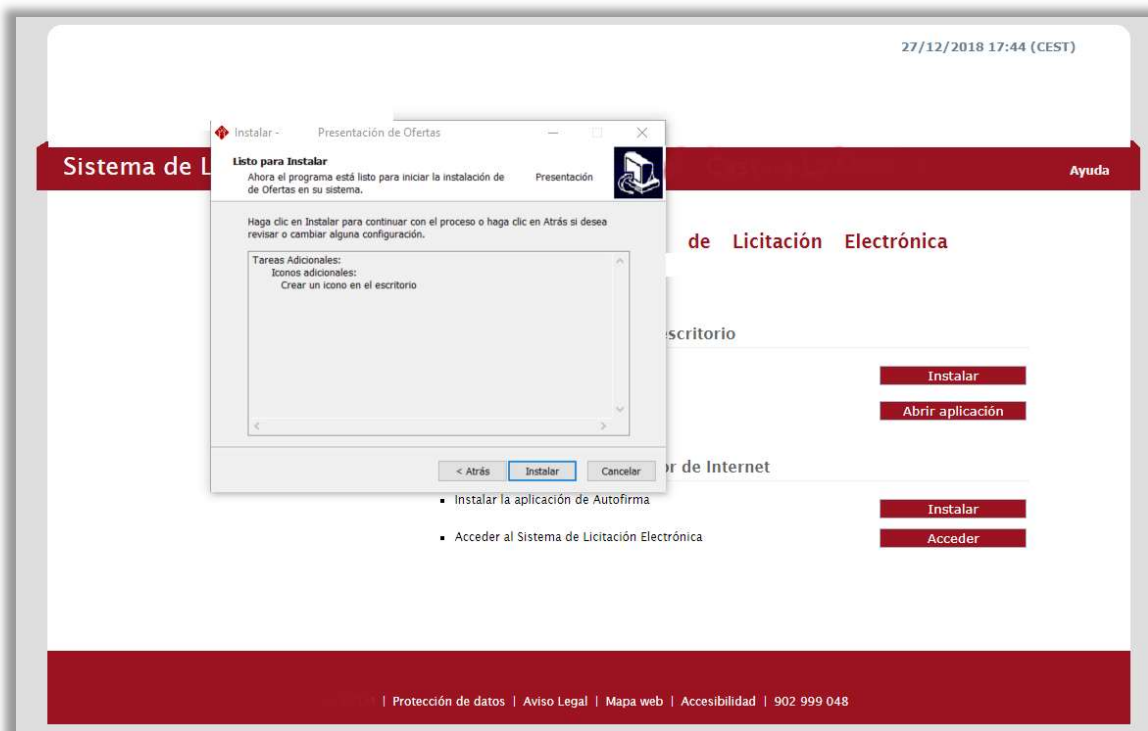 27/12/2018 17:44 (CEST)
Instalar - Presentación de Ofertas
Sistema de L
Ayuda
Listo para Instalar
Ahora el programa está listo para iniciar la instalación de Presentación
de Ofertas en su sistema.
Haga clic en Instalar para continuar con el proceso o haga clic en Atrás si desea
revisar o cambiar alguna configuración.
de Licitación Electrónica
Tareas Adicionales:
Iconos adicionales:
Crear un icono en el escritorio
scritorio
Instalar
Abrir aplicación
< Atrás
Instalar
Cancelar
or de Internet
Instalar la aplicación de Autofirma
Instalar
Acceder al Sistema de Licitación Electrónica
Acceder
| Protección de datos | Aviso Legal | Mapa web | Accesibilidad | 902 999 048